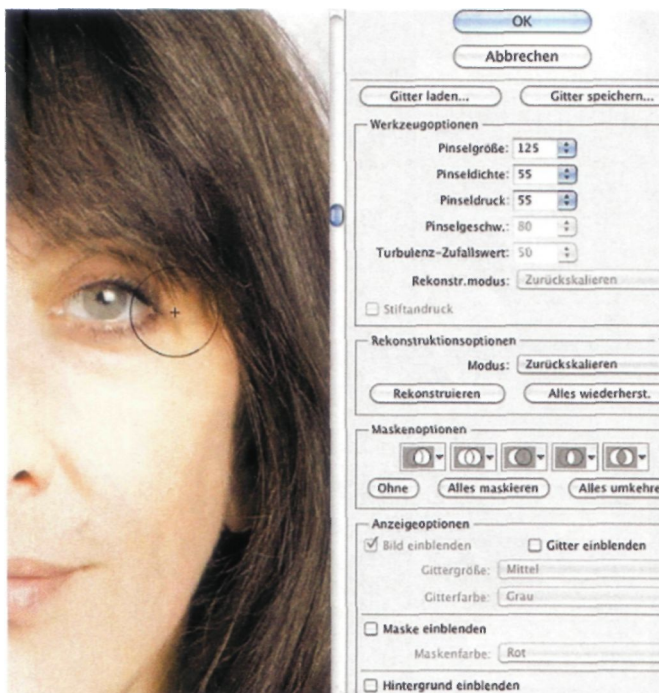 OK
Abbrechen
Gitter laden... Gitter speichern...
Werkzeugoptionen
Pinselgröße: 125
Pinseldichte: 55
Pinseldruck: 55
Pinselgeschw.: 80
Turbulenz-Zufallswert: 50
Rekonstr.modus: Zurückskalieren
Stiftandruck
Rekonstruktionsoptionen
Modus: Zurückskalieren
Rekonstruieren Alles wiederherst.
Maskenoptionen
Ohne Alles maskieren Alles umkehre
Anzeigeoptionen
Bild einblenden Gitter einblenden
Gittergröße: Mittel
Gitterfarbe: Grau
Maske einblenden
Maskenfarbe: Rot
Hintergrund einblenden